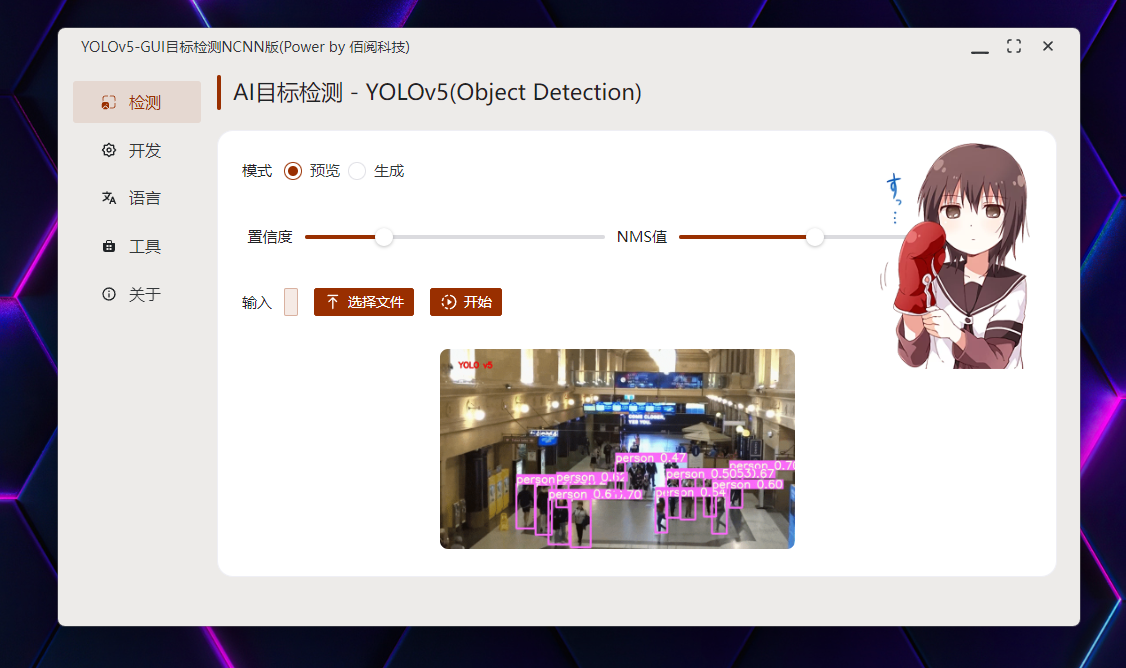 YOLOv5-GUI目标检测NCNN版(Power by 佰阅科技)
检测
开发
语言
工具
关于
AI目标检测 - YOLOv5(Object Detection)
模式 预览 生成
置信度 NMS值
输入 选择文件 开始
すっ…
YOLO v5
person 0.47
person 0.70
person 0.62
person 0.50
0.67
person 0.60
person 0.54
person 0.6
.70